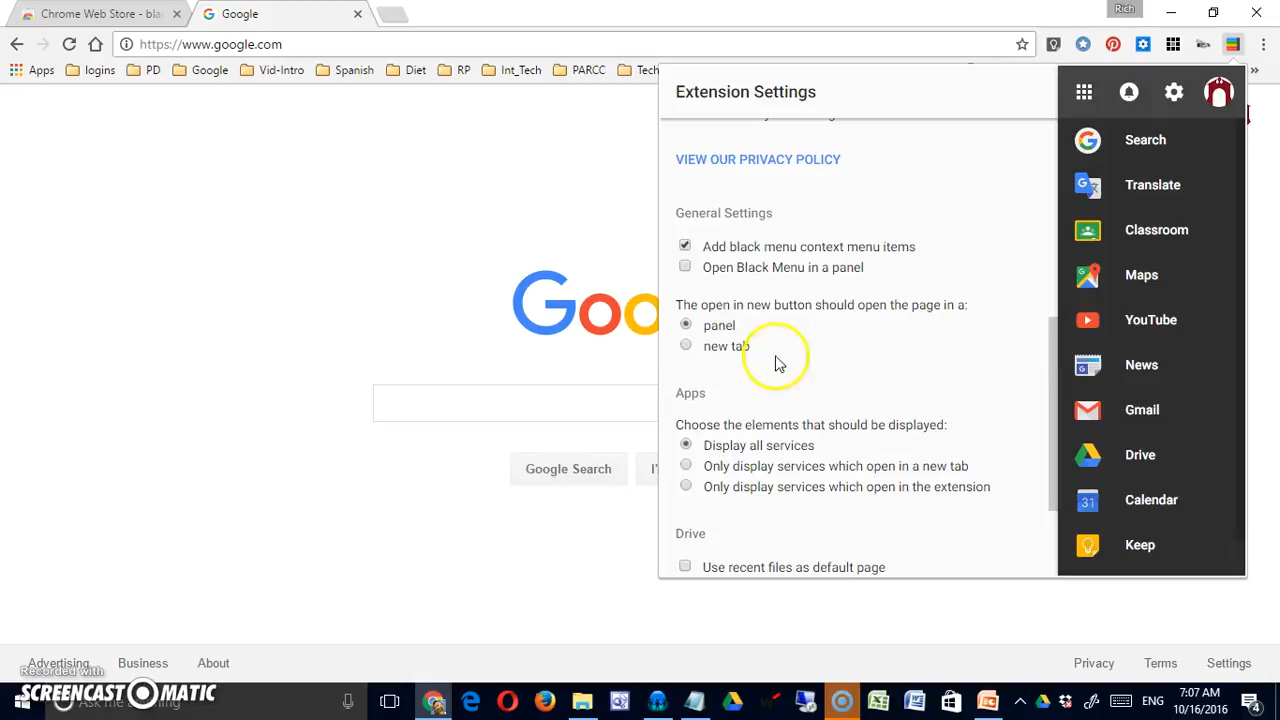 Chrome Web Store - bla
Google
Rich
https://www.google.com
Apps logins PD Google Vid-Intro Spanish Diet RP Int_Tech PARCC Tech »
Extension Settings
VIEW OUR PRIVACY POLICY
General Settings
Add black menu context menu items
Open Black Menu in a panel
The open in new button should open the page in a:
panel
new tab
Apps
Choose the elements that should be displayed:
Display all services
Only display services which open in a new tab
Only display services which open in the extension
Drive
Use recent files as default page
Search
Translate
Classroom
Maps
YouTube
News
Gmail
Drive
31 Calendar
Keep
Goo
Google Search
I'
Advertising Business About
Privacy Terms Settings
Recorded with
SCREENCAST MATIC
Ask me anything
ENG
7:07 AM
10/16/2016
4